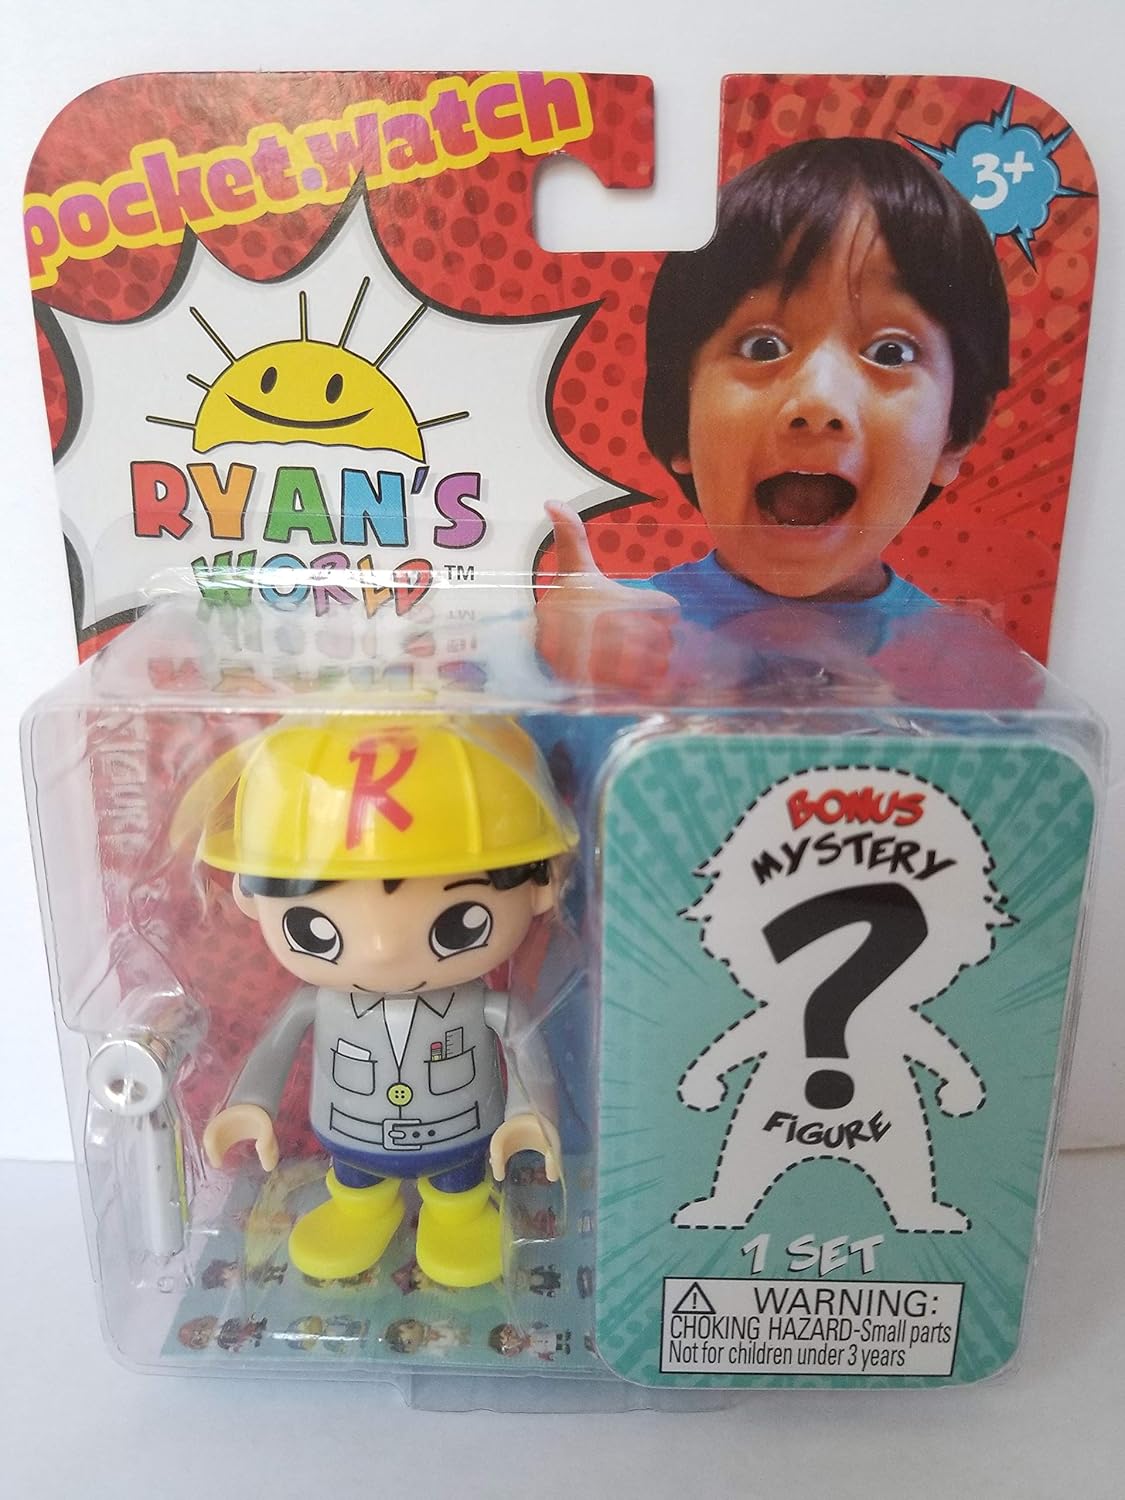 pocket.watch
3+
RYAN'S
WORLD™
R
BONUS
MYSTERY
?
FIGURE
1 SET
⚠ WARNING:
CHOKING HAZARD-Small parts
Not for children under 3 years